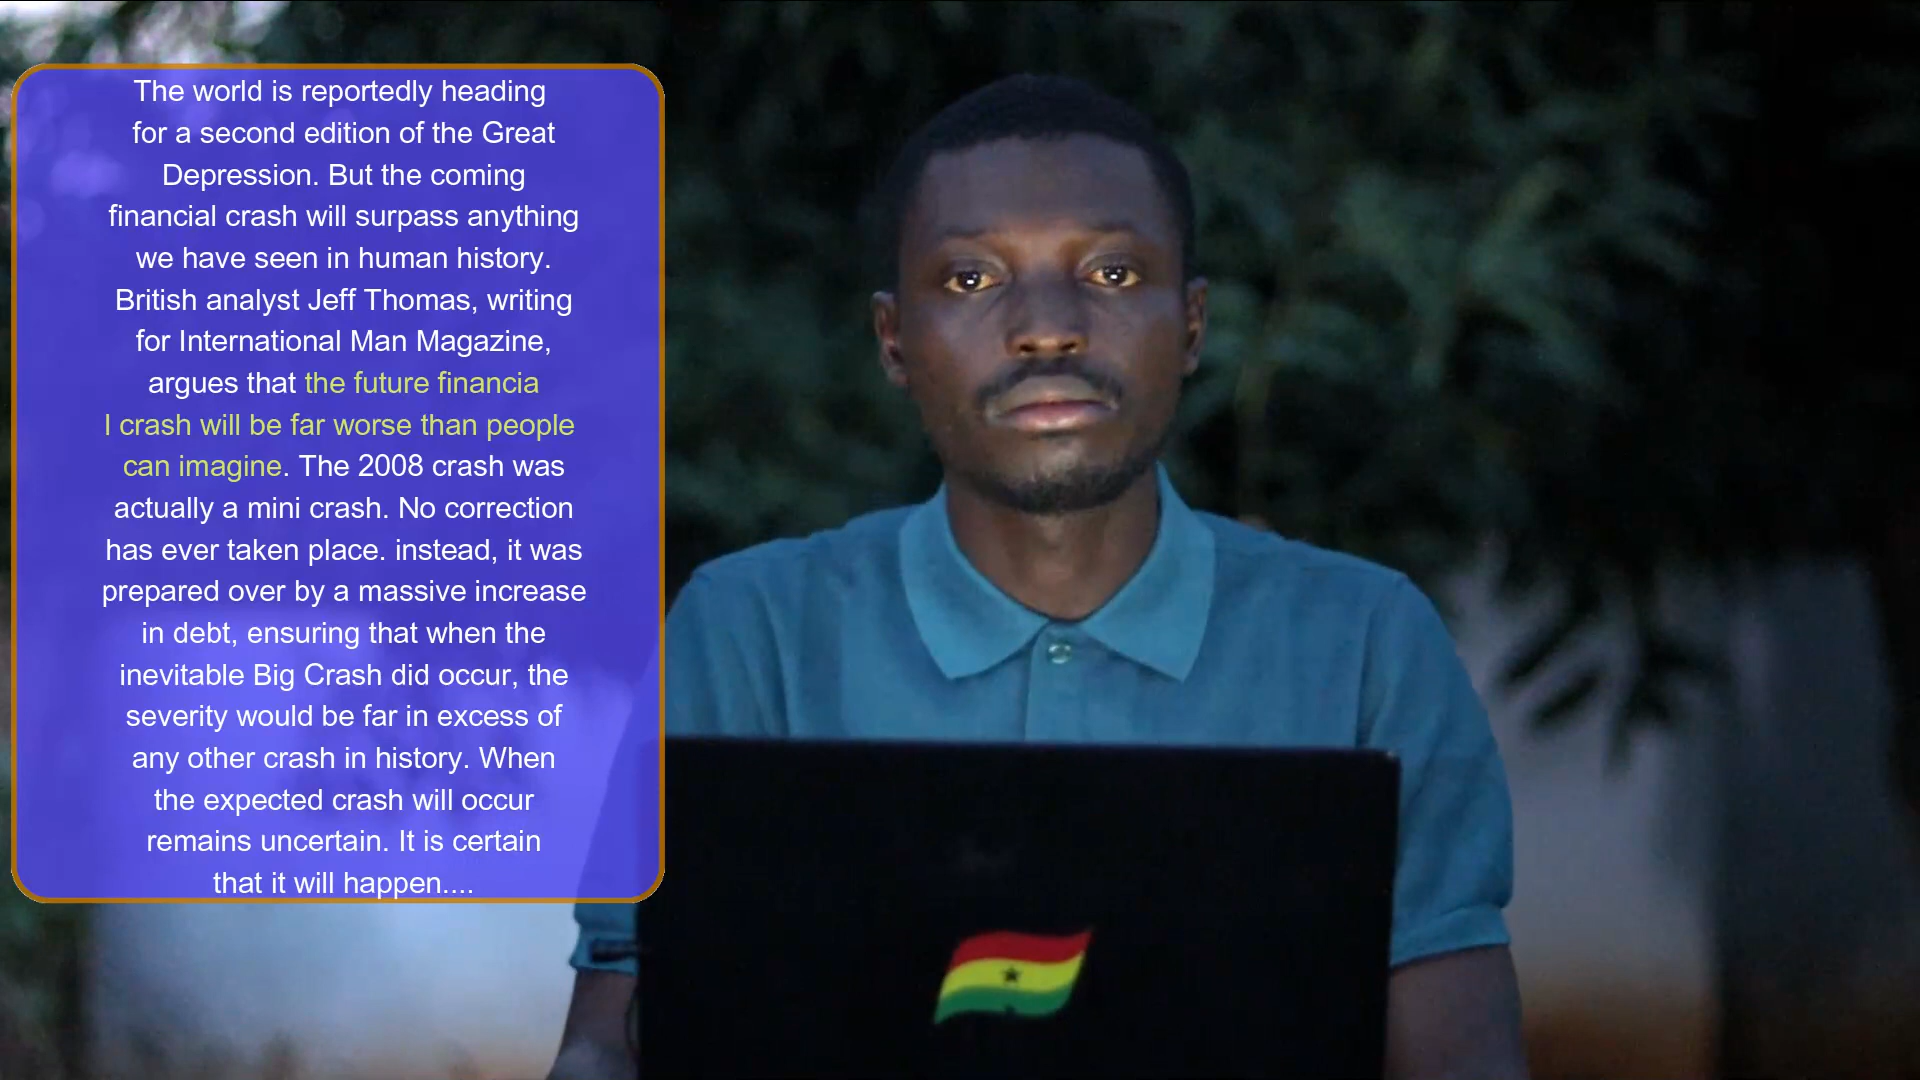 The world is reportedly heading
for a second edition of the Great
Depression. But the coming
financial crash will surpass anything
we have seen in human history.
British analyst Jeff Thomas, writing
for International Man Magazine,
argues that the future financia
l crash will be far worse than people
can imagine. The 2008 crash was
actually a mini crash. No correction
has ever taken place. instead, it was
prepared over by a massive increase
in debt, ensuring that when the
inevitable Big Crash did occur, the
severity would be far in excess of
any other crash in history. When
the expected crash will occur
remains uncertain. It is certain
that it will happen....